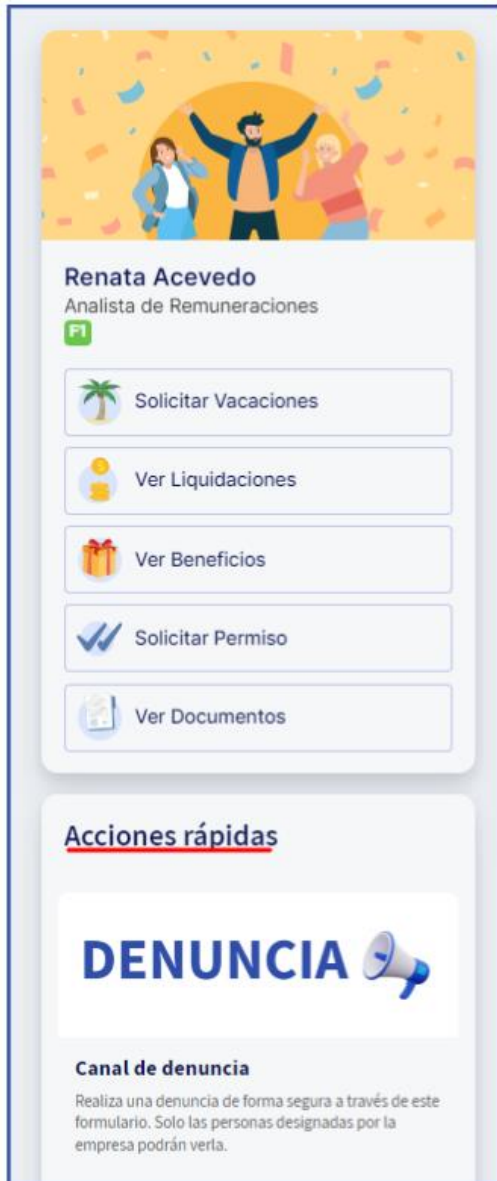 Renata Acevedo
Analista de Remuneraciones
F1
Solicitar Vacaciones
Ver Liquidaciones
Ver Beneficios
Solicitar Permiso
Ver Documentos
Acciones rápidas
DENUNCIA
Canal de denuncia
Realiza una denuncia de forma segura a través de este
formulario. Solo las personas designadas por la
empresa podrán verla.